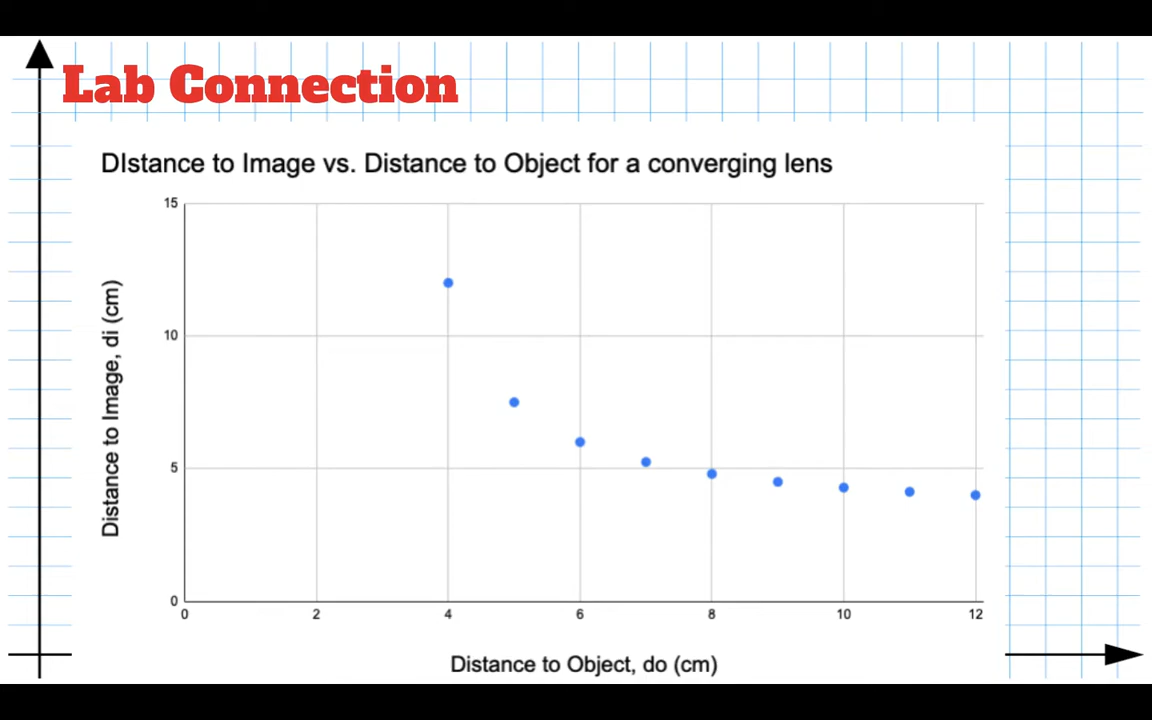 Lab Connection
DIstance to Image vs. Distance to Object for a converging lens
15
10
5
0
Distance to Image, di (cm)
0 2 4 6 8 10 12
Distance to Object, do (cm)